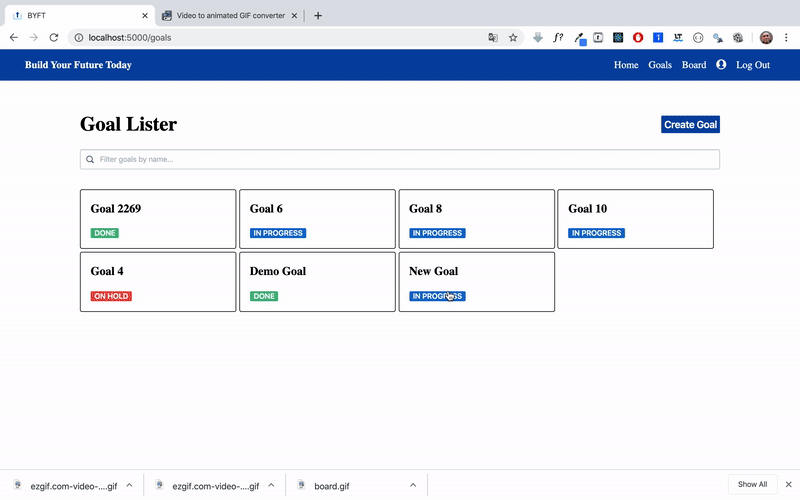 BYFT
Video to animated GIF converter
localhost:5000/goals
Build Your Future Today
Home Goals Board Log Out
Goal Lister
Create Goal
Filter goals by name...
Goal 2269 Goal 6 Goal 8 Goal 10
DONE IN PROGRESS IN PROGRESS IN PROGRESS
Goal 4 Demo Goal New Goal
ON HOLD DONE IN PROGRESS
ezgif.com-video-....gif ezgif.com-video-....gif board.gif Show All